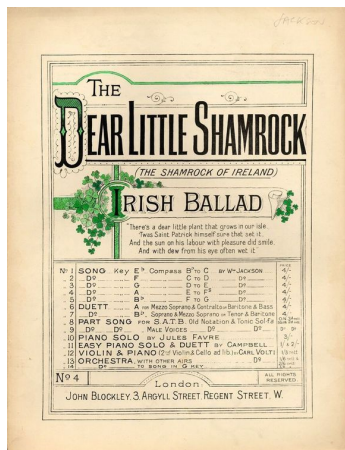 JACKSON
THE
DEAR LITTLE SHAMROCK
(THE SHAMROCK OF IRELAND)
IRISH BALLAD
There's a dear little plant that grows in our isle.
'Twas Saint Patrick himself sure that set it.
And the sun on his labour with pleasure did smile.
And with dew from his eye often wet it.
PRICE
No 1 SONG Key E♭ Compass B♭ TO C BY Wm JACKSON 4/-
2 Do F C TO D Do 4/-
3 Do G D TO E Do 4/-
4 Do A E TO F♯ Do 4/-
5 Do B♭ F TO G Do 4/-
6 DUETT A FOR Mezzo Soprano & Contralto or Baritone & Bass 4/-
7 Do B♭. Mezzo Soprano & Soprano or Tenor & Baritone 4/-
8 PART SONG FOR S.A.T.B. Old Notation & Tonic Sol-Fa
9 Do Do MALE VOICES Do Do
10 PIANO SOLO BY JULES FAVRE 3/-
11 EASY PIANO SOLO & DUETT BY CAMPBELL
12 VIOLIN & PIANO (2d Violin & Cello ad lib.) BY CARL VOLTI
13 ORCHESTRA, WITH OTHER AIRS Do
14 Do TO SONG IN G KEY
No 4
London.
ALL RIGHTS
RESERVED.
JOHN BLOCKLEY, 3, ARGYLL STREET, REGENT STREET, W.